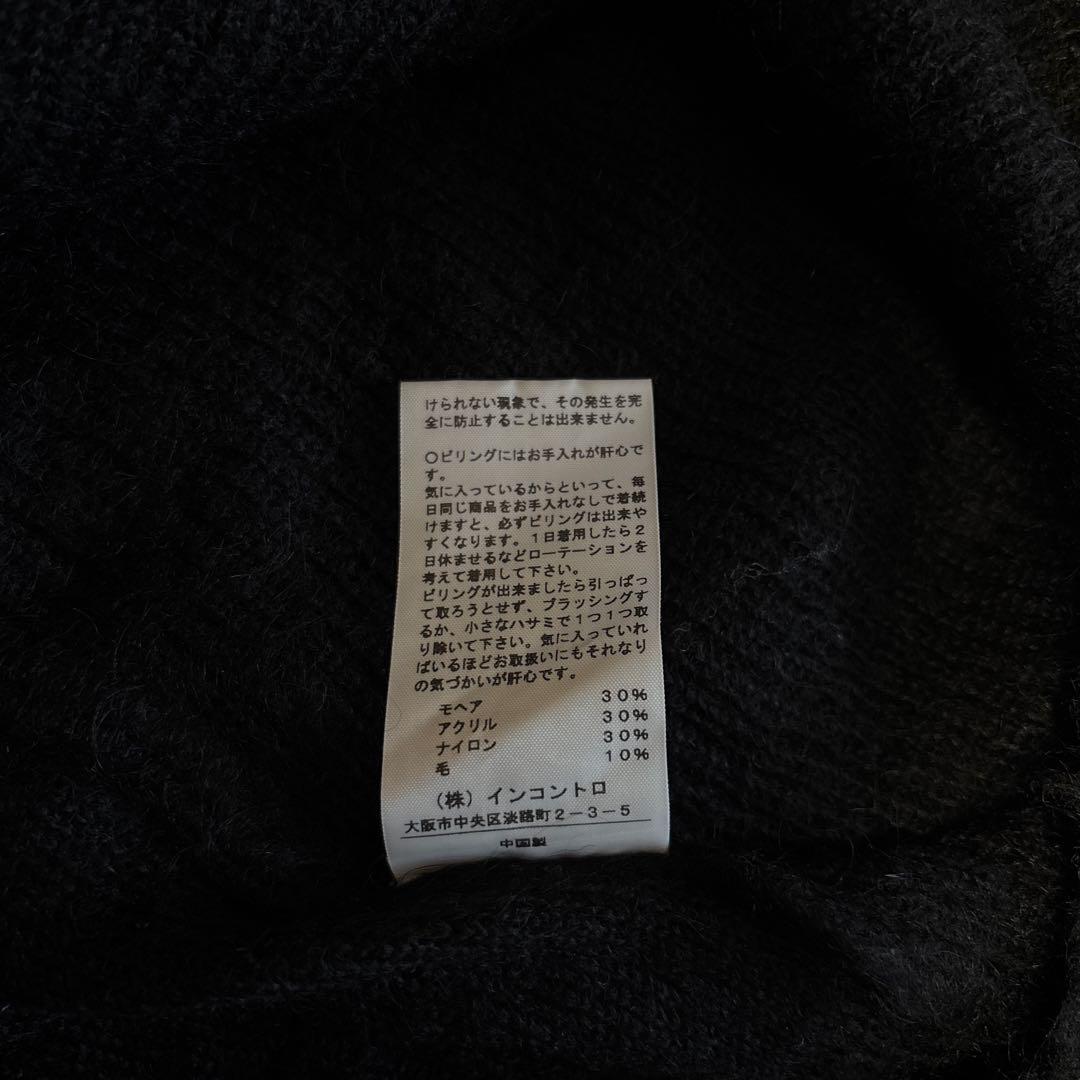 けられない現象で、その発生を完
全に防止することは出来ません。
○ピリングにはお手入れが肝心で
す。
気に入っているからといって、毎
日同じ商品をお手入れなしで着続
けますと、必ずピリングは出来や
すくなります。1日着用したら2
日休ませるなどローテーションを
考えて着用して下さい。
ピリングが出来ましたら引っぱっ
て取ろうとせず、ブラッシングす
るか、小さなハサミで1つ1つ取
り除いて下さい。気に入っていれ
ばいるほどお取扱いにもそれなり
の気づかいが肝心です。
モヘア 30%
アクリル 30%
ナイロン 30%
毛 10%
(株)インコントロ
大阪市中央区淡路町2-3-5
中国製